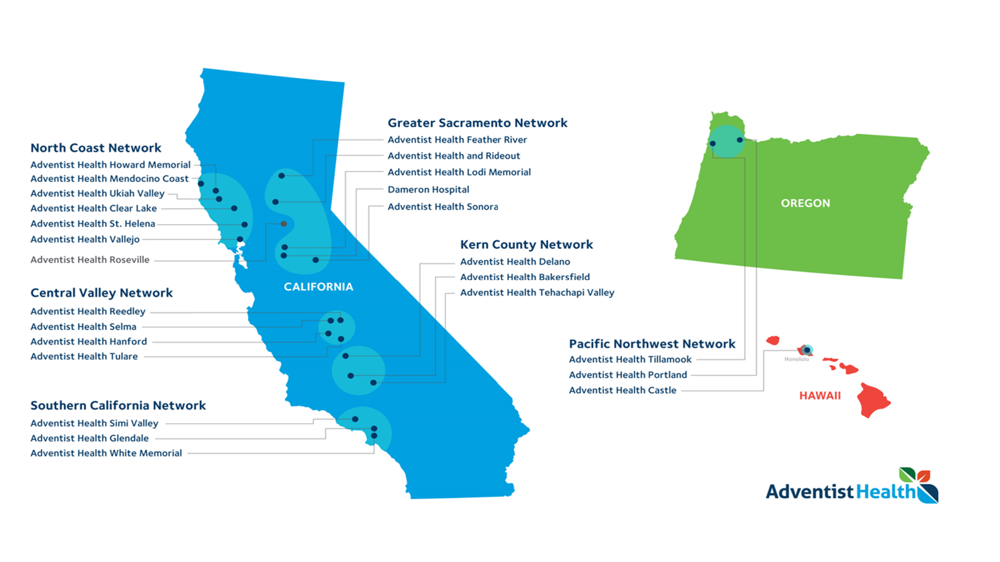 North Coast Network
Adventist Health Howard Memorial
Adventist Health Mendocino Coast
Adventist Health Ukiah Valley
Adventist Health Clear Lake
Adventist Health St. Helena
Adventist Health Vallejo
Adventist Health Roseville
Central Valley Network
Adventist Health Reedley
Adventist Health Selma
Adventist Health Hanford
Adventist Health Tulare
Southern California Network
Adventist Health Simi Valley
Adventist Health Glendale
Adventist Health White Memorial
CALIFORNIA
Greater Sacramento Network
Adventist Health Feather River
Adventist Health and Rideout
Adventist Health Lodi Memorial
Dameron Hospital
Adventist Health Sonora
Kern County Network
Adventist Health Delano
Adventist Health Bakersfield
Adventist Health Tehachapi Valley
Pacific Northwest Network
Adventist Health Tillamook
Adventist Health Portland
Adventist Health Castle
OREGON
Honolulu
HAWAII
Adventist Health